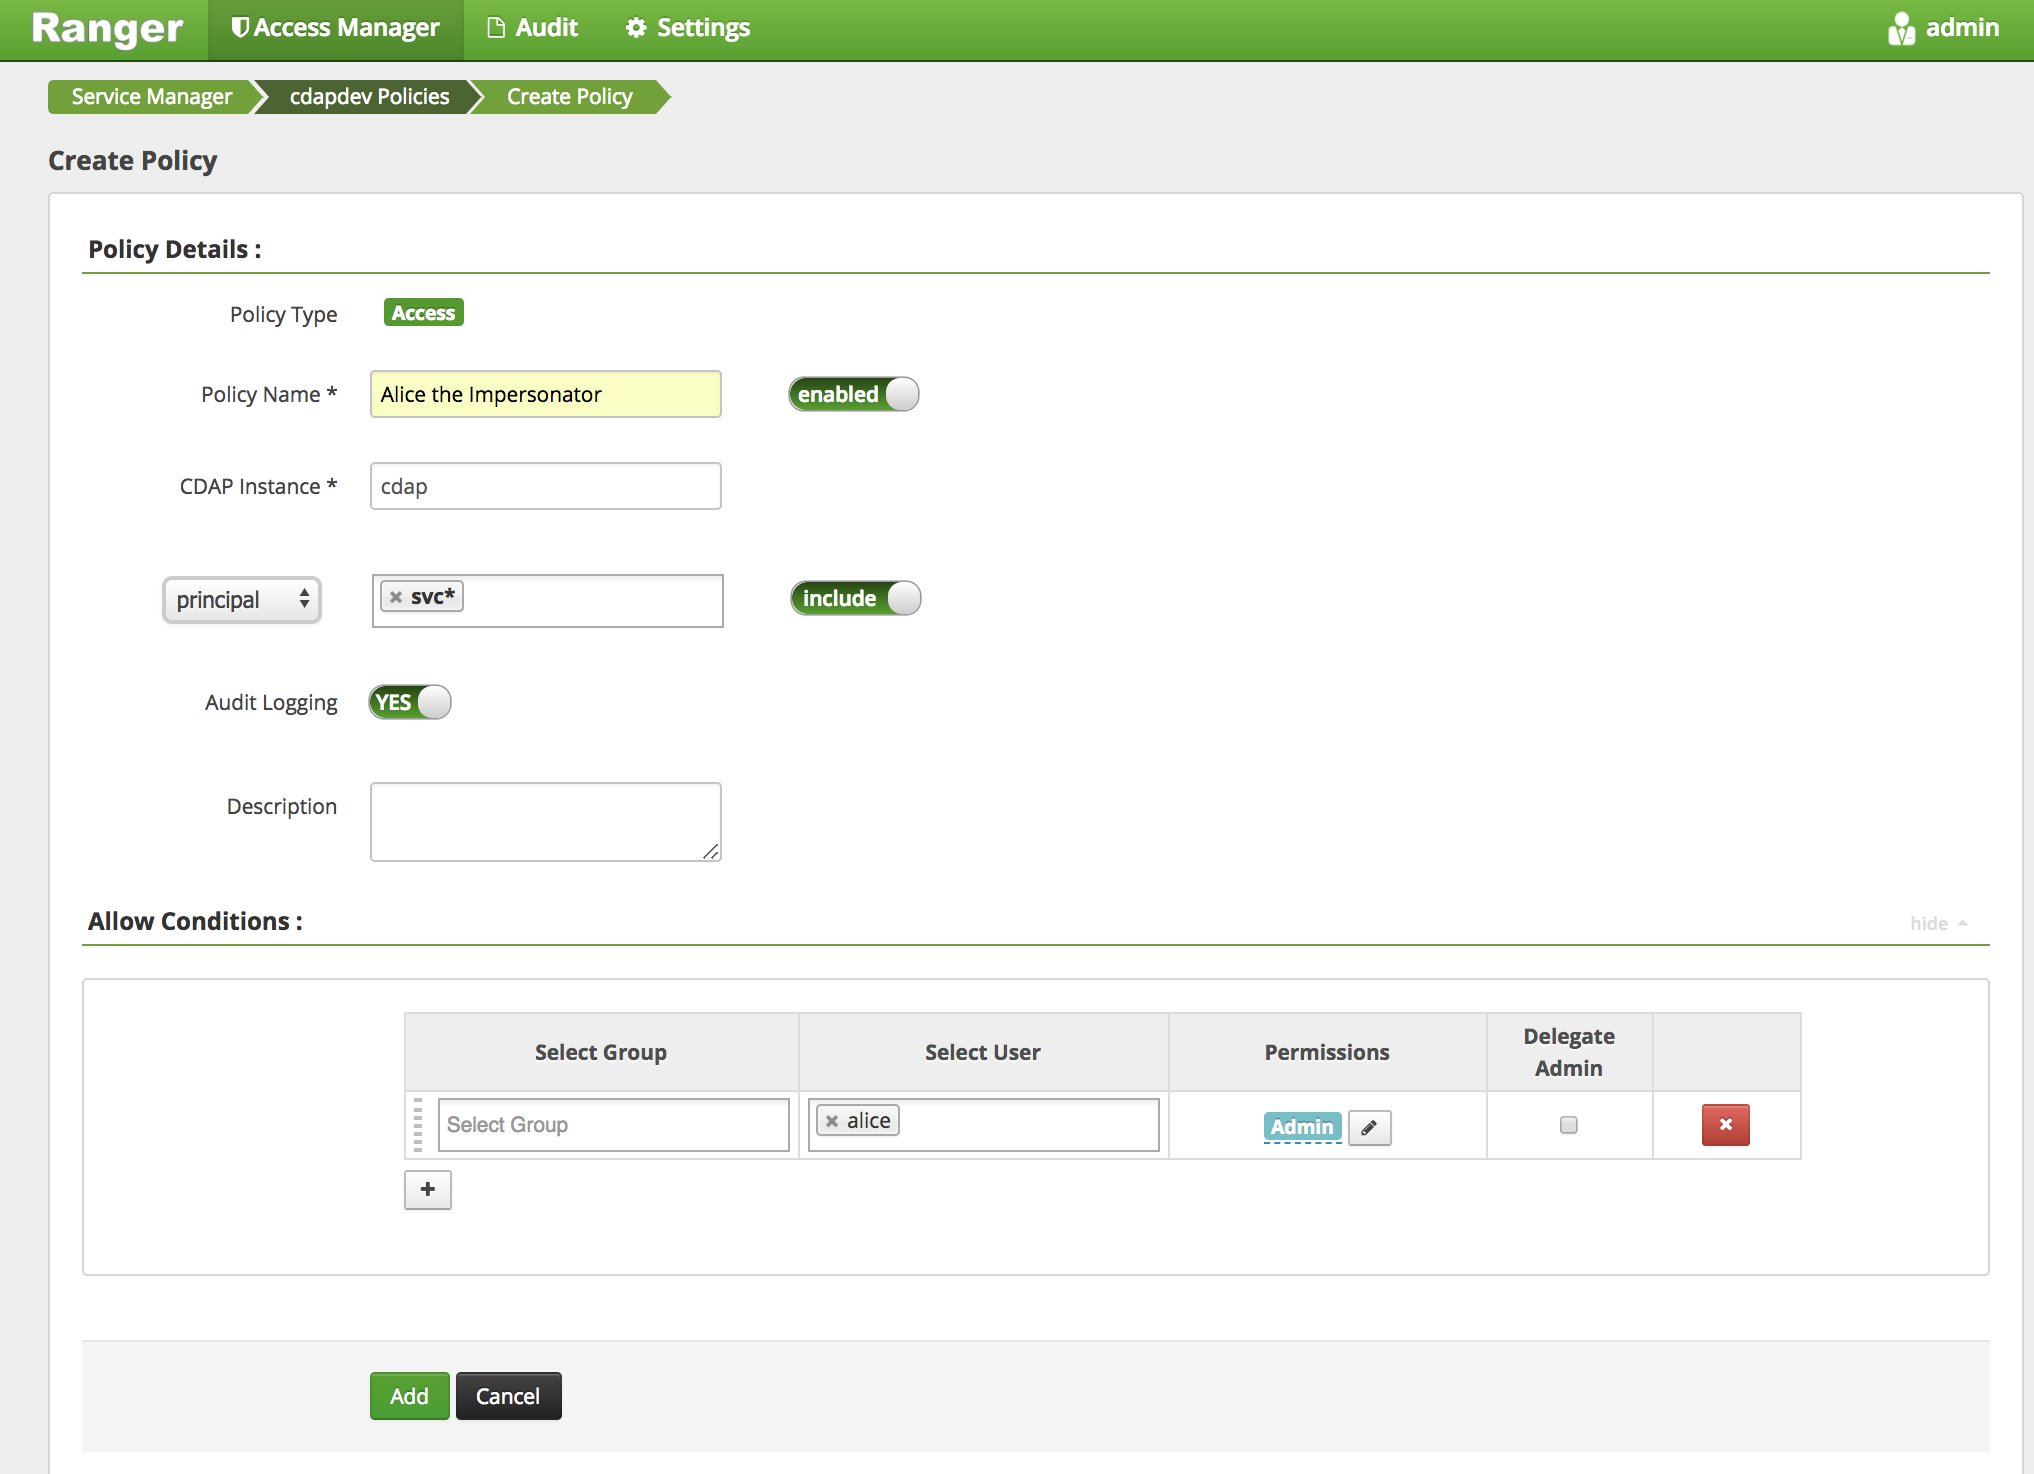 Ranger Access Manager Audit Settings admin
Service Manager cdapdev Policies Create Policy
Create Policy
Policy Details :
Policy Type Access
Policy Name * Alice the Impersonator enabled
CDAP Instance * cdap
principal svc* include
Audit Logging YES
Description
Allow Conditions : hide
Select Group Select User Permissions Delegate Admin
Select Group alice Admin
+
Add Cancel